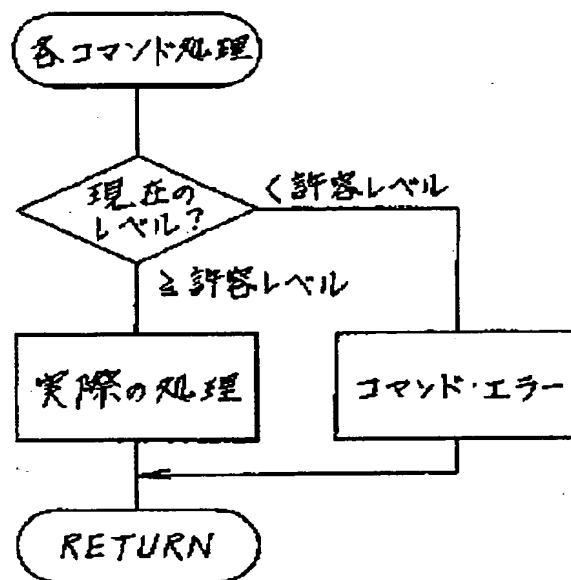 各コマンド処理
現在の
レベル?
<許容レベル
≧許容レベル
実際の処理
コマンド・エラー
RETURN